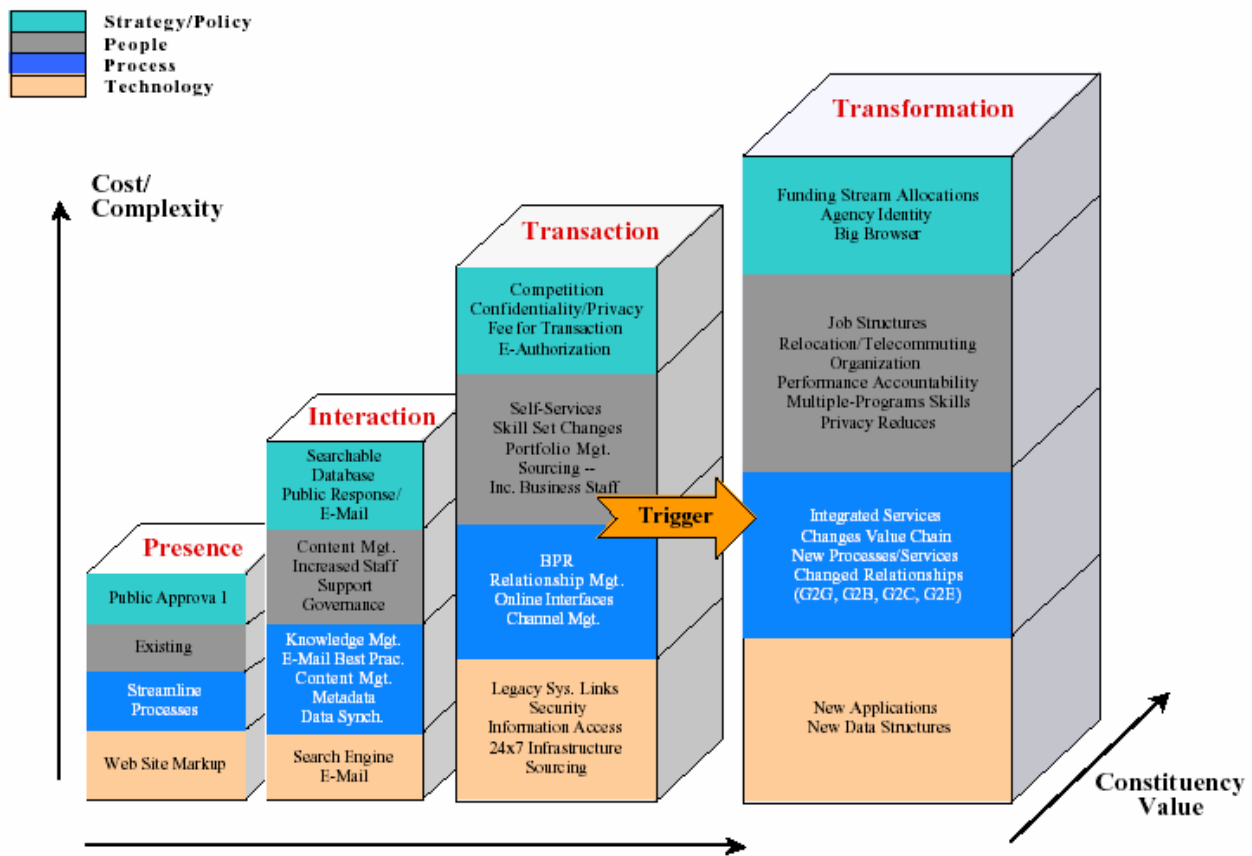 Strategy/Policy
People
Process
Technology
Cost/
Complexity
Presence
Public Approva 1
Existing
Streamline
Processes
Web Site Markup
Interaction
Searchable
Database
Public Response/
E-Mail
Content Mgt.
Increased Staff
Support
Governance
Knowledge Mgt.
E-Mail Best Prac.
Content Mgt.
Metadata
Data Synch.
Search Engine
E-Mail
Transaction
Competition
Confidentiality/Privacy
Fee for Transaction
E-Authorization
Self-Services
Skill Set Changes
Portfolio Mgt.
Sourcing --
Inc. Business Staff
BPR
Relationship Mgt.
Online Interfaces
Channel Mgt.
Legacy Sys. Links
Security
Information Access
24x7 Infrastructure
Sourcing
Trigger
Transformation
Funding Stream Allocations
Agency Identity
Big Browser
Job Structures
Relocation/Telecommuting
Organization
Performance Accountability
Multiple-Programs Skills
Privacy Reduces
Integrated Services
Changes Value Chain
New Processes/Services
Changed Relationships
(G2G, G2B, G2C, G2E)
New Applications
New Data Structures
Constituency
Value